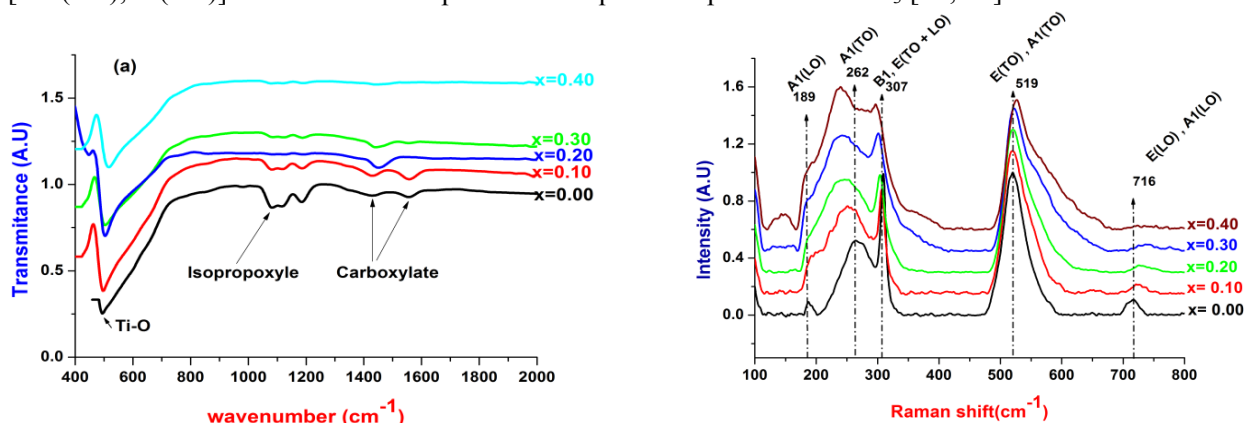 (a)
x=0.40
x=0.30
x=0.20
x=0.10
x=0.00
Isopropoxyle
Carboxylate
Ti-O
Transmitance (A.U)
1.5
1.0
0.5
0.0
400 600 800 1000 1200 1400 1600 1800 2000
wavenumber (cm-1)
A1(LO)
189
A1(TO)
262
B1, E(TO + LO)
307
E(TO) , A1(TO)
519
E(LO) , A1(LO)
716
x=0.40
x=0.30
x=0.20
x= 0.10
x= 0.00
Intensity (A.U)
1.6
1.2
0.8
0.4
0.0
100 200 300 400 500 600 700 800
Raman shift(cm-1)